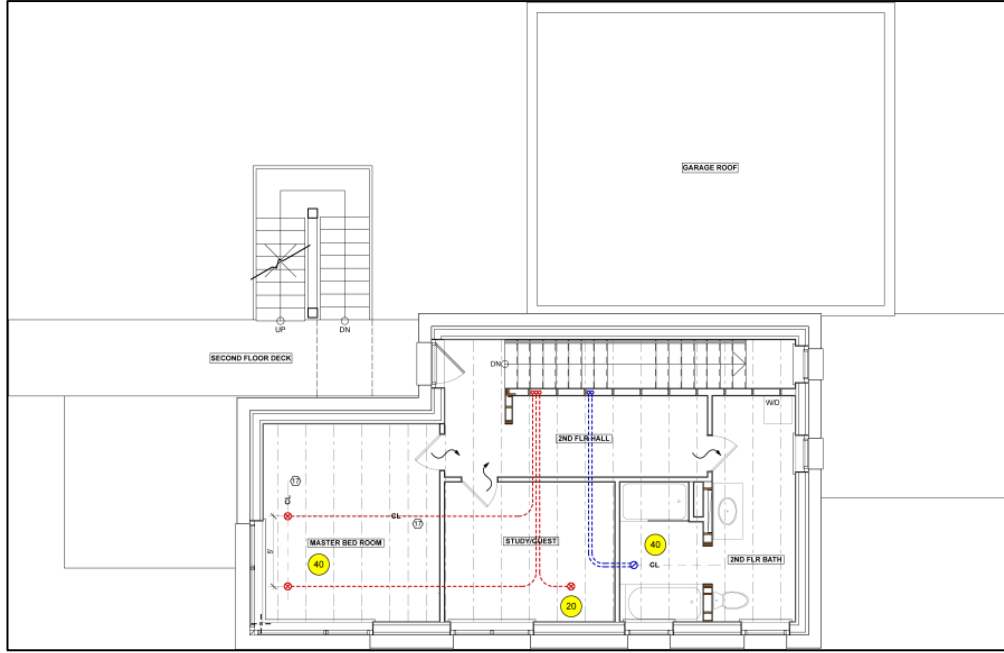 GARAGE ROOF
UP
DN
SECOND FLOOR DECK
DN
W/D
2ND FLR HALL
17
CL
CL
17
MASTER BED ROOM
STUDY/GUEST
40
5'
40
CL
2ND FLR BATH
20